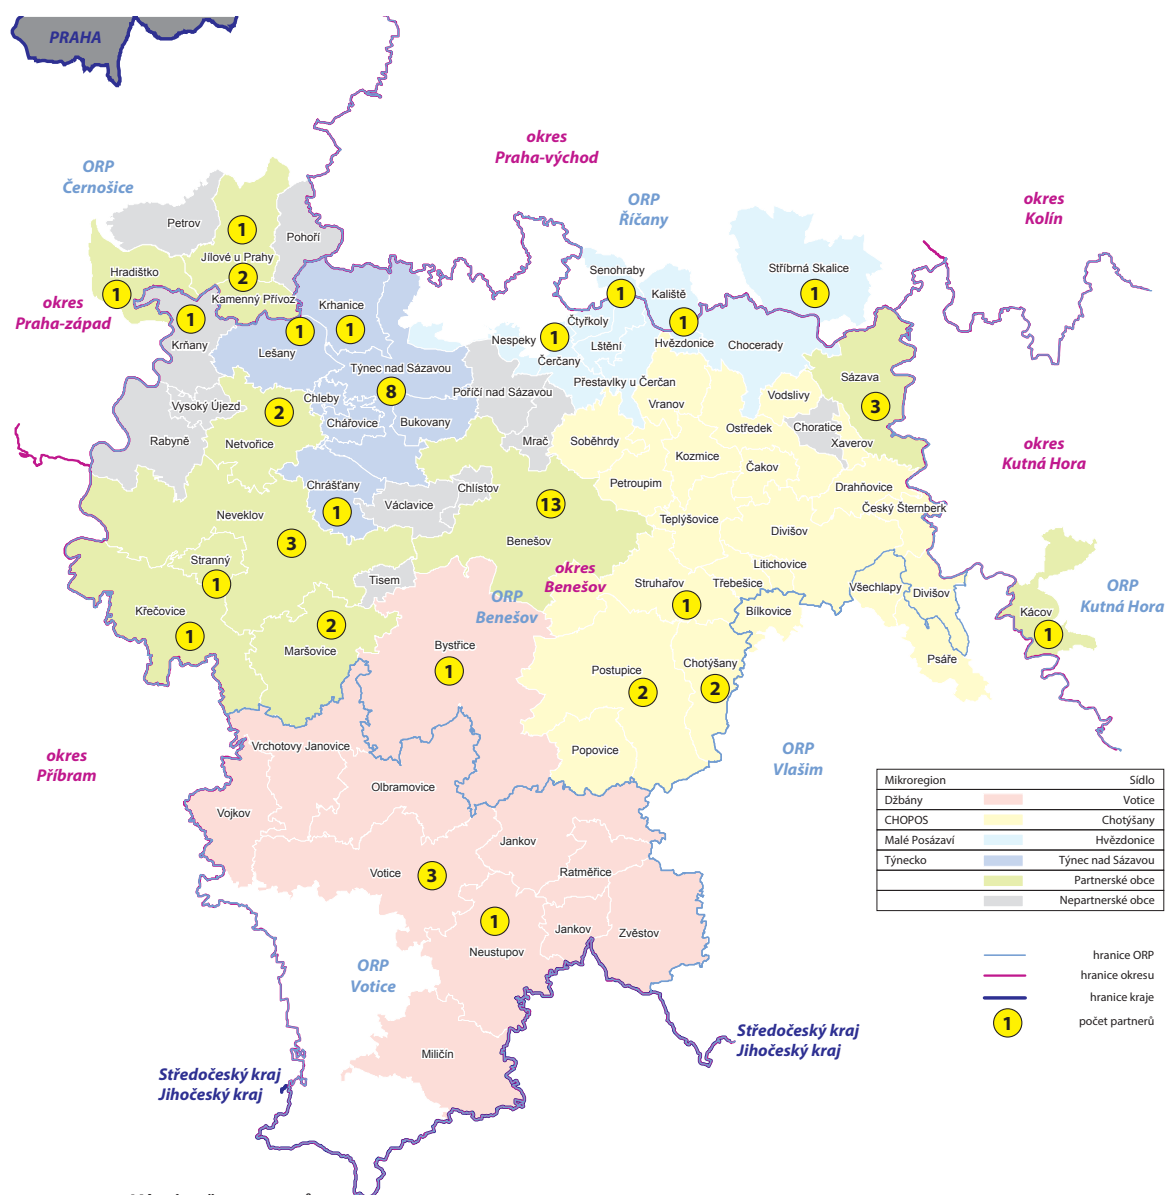 PRAHA
okres
Praha-východ
ORP
Černošice
ORP
Říčany
okres
Kolín
Petrov
1
Pohoří
Jílové u Prahy
2
Hradištko
1
Kamenný Přívoz
okres
Praha-západ
1
Krňany
Krhanice
1
1
Lešany
Senohraby
1
Kaliště
1
Stříbrná Skalice
1
Čtyřkoly
Nespeky
1
Lštění
Hvězdonice
Chocerady
Čerčany
Týnec nad Sázavou
8
Přestavlky u Čerčan
Sázava
3
Vysoký Újezd
2
Chleby
Poříčí nad Sázavou
Vranov
Vodslivy
Chářovice
Bukovany
Rabyně
Netvořice
Mrač
Soběhrdy
Ostředek
Choratice
Xaverov
Kozmice
Čakov
okres
Kutná Hora
Chrášťany
1
Chlístov
Petroupim
Drahňovice
Václavice
13
Český Šternberk
Neveklov
3
Teplýšovice
Benešov
Divišov
Stranný
1
Tisem
okres
Benešov
Litichovice
Struhařov
1
Třebešice
Všechlapy
Divišov
ORP
Benešov
ORP
Kutná Hora
Křečovice
1
2
Maršovice
Bílkovice
Kácov
1
Bystřice
1
Postupice
2
Chotýšany
2
Psáře
okres
Příbram
Vrchotovy Janovice
Popovice
ORP
Vlašim
Olbramovice
Vojkov
Mikroregion Sídlo
Džbány Votice
CHOPOS Chotýšany
Malé Posázaví Hvězdonice
Týnecko Týnec nad Sázavou
Partnerské obce
Nepartnerské obce
Jankov
Votice
3
Ratměřice
1
Neustupov
Jankov
Zvěstov
ORP
Votice
hranice ORP
hranice okresu
hranice kraje
1 počet partnerů
Středočeský kraj
Jihočeský kraj
Miličín
Středočeský kraj
Jihočeský kraj